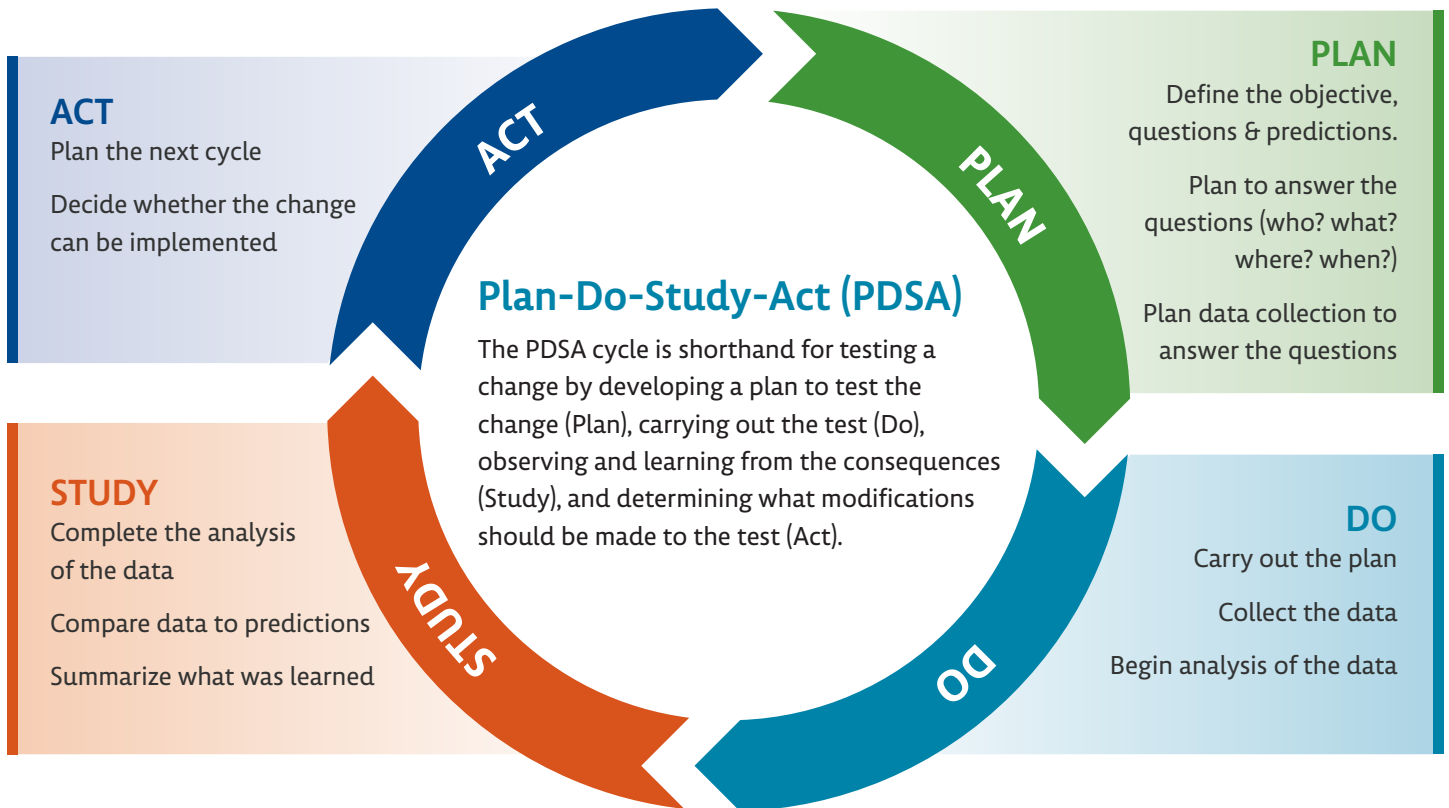 ACT
Plan the next cycle
Decide whether the change
can be implemented
ACT
PLAN
PLAN
Define the objective,
questions & predictions.
Plan to answer the
questions (who? what?
where? when?)
Plan data collection to
answer the questions
Plan-Do-Study-Act (PDSA)
The PDSA cycle is shorthand for testing a
change by developing a plan to test the
change (Plan), carrying out the test (Do),
observing and learning from the consequences
(Study), and determining what modifications
should be made to the test (Act).
STUDY
Complete the analysis
of the data
Compare data to predictions
Summarize what was learned
STUDY
DO
DO
Carry out the plan
Collect the data
Begin analysis of the data